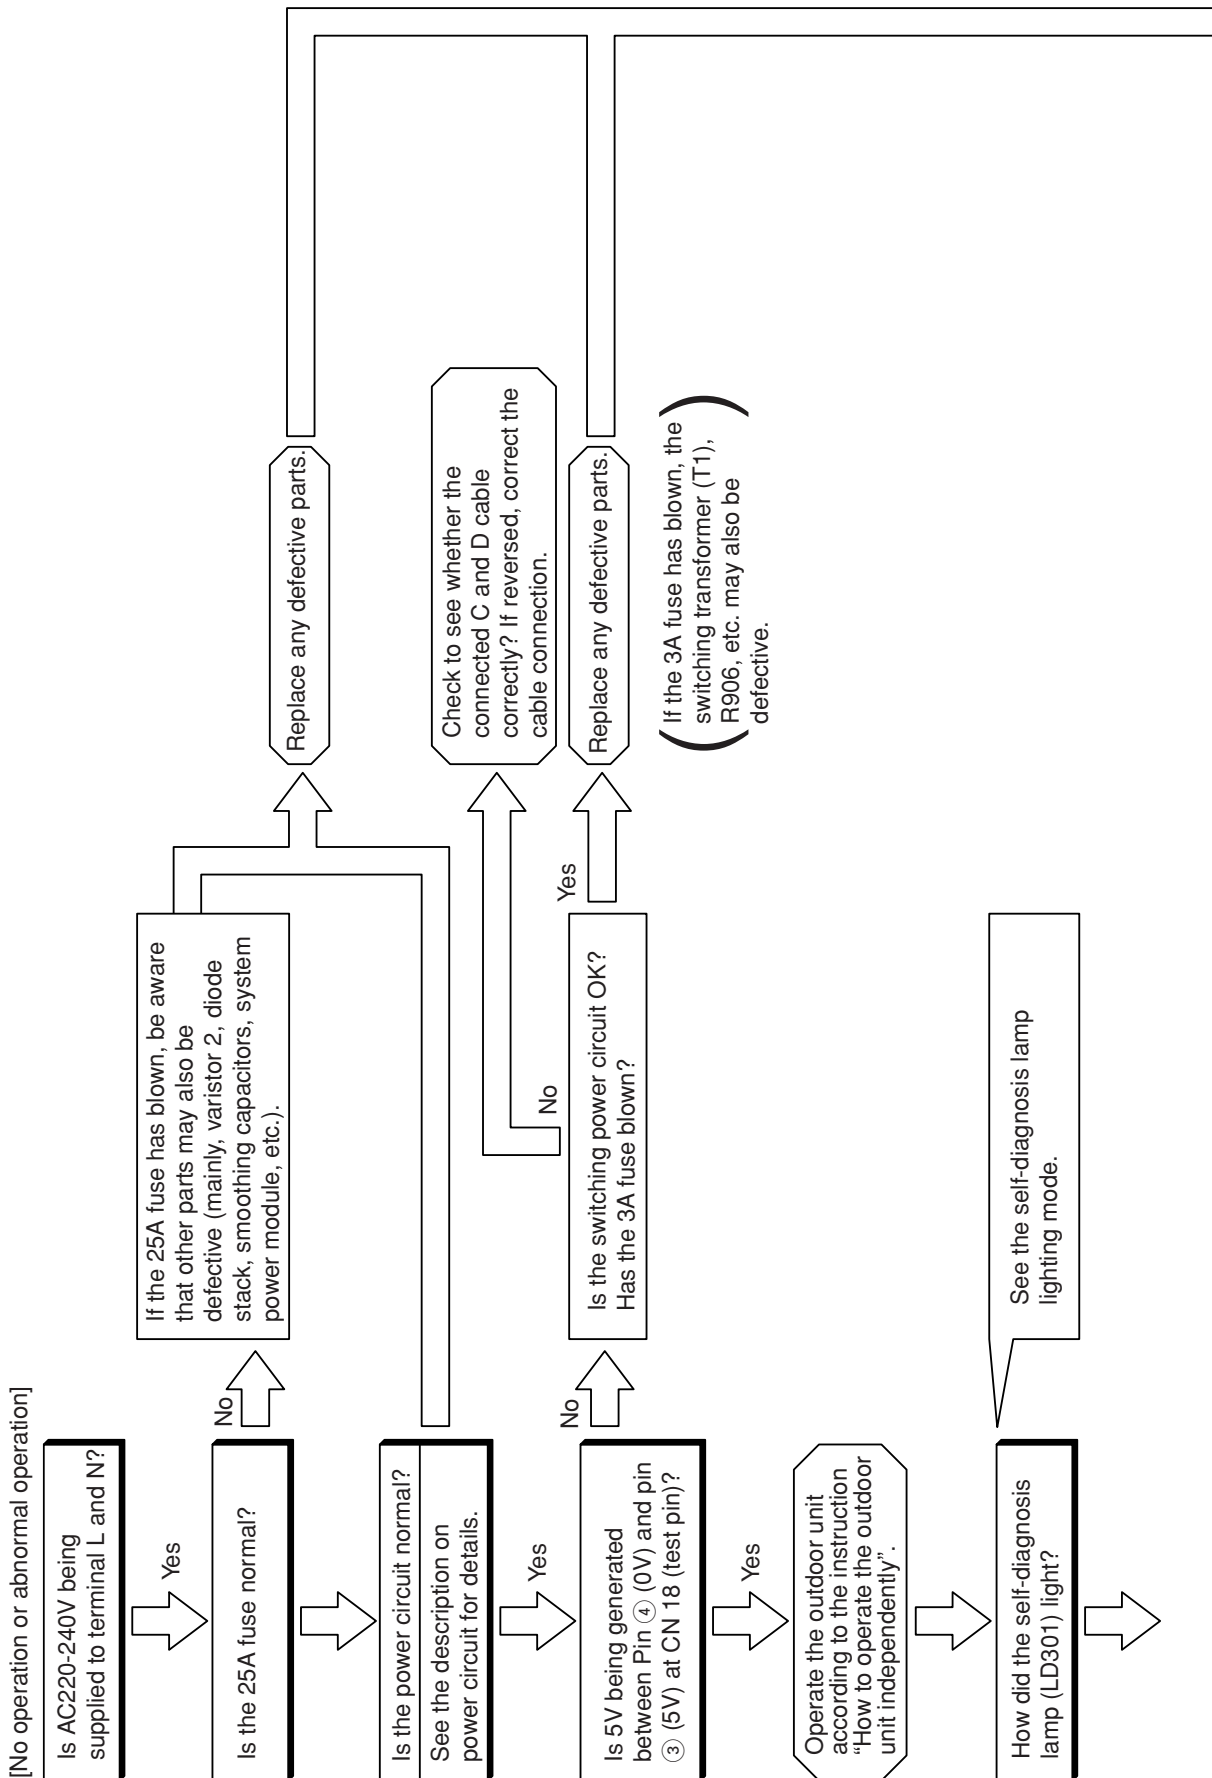 [No operation or abnormal operation]
Is AC220-240V being
supplied to terminal L and N?
Yes
Is the 25A fuse normal?
No
If the 25A fuse has blown, be aware
that other parts may also be
defective (mainly, varistor 2, diode
stack, smoothing capacitors, system
power module, etc.).
Replace any defective parts.
Is the power circuit normal?
See the description on
power circuit for details.
Yes
Is 5V being generated
between Pin ④ (0V) and pin
③ (5V) at CN 18 (test pin)?
No
Is the switching power circuit OK?
Has the 3A fuse blown?
No
Check to see whether the
connected C and D cable
correctly? If reversed, correct the
cable connection.
Yes
Replace any defective parts.
If the 3A fuse has blown, the
switching transformer (T1),
R906, etc. may also be
defective.
Yes
Operate the outdoor unit
according to the instruction
“How to operate the outdoor
unit independently”.
How did the self-diagnosis
lamp (LD301) light?
See the self-diagnosis lamp
lighting mode.